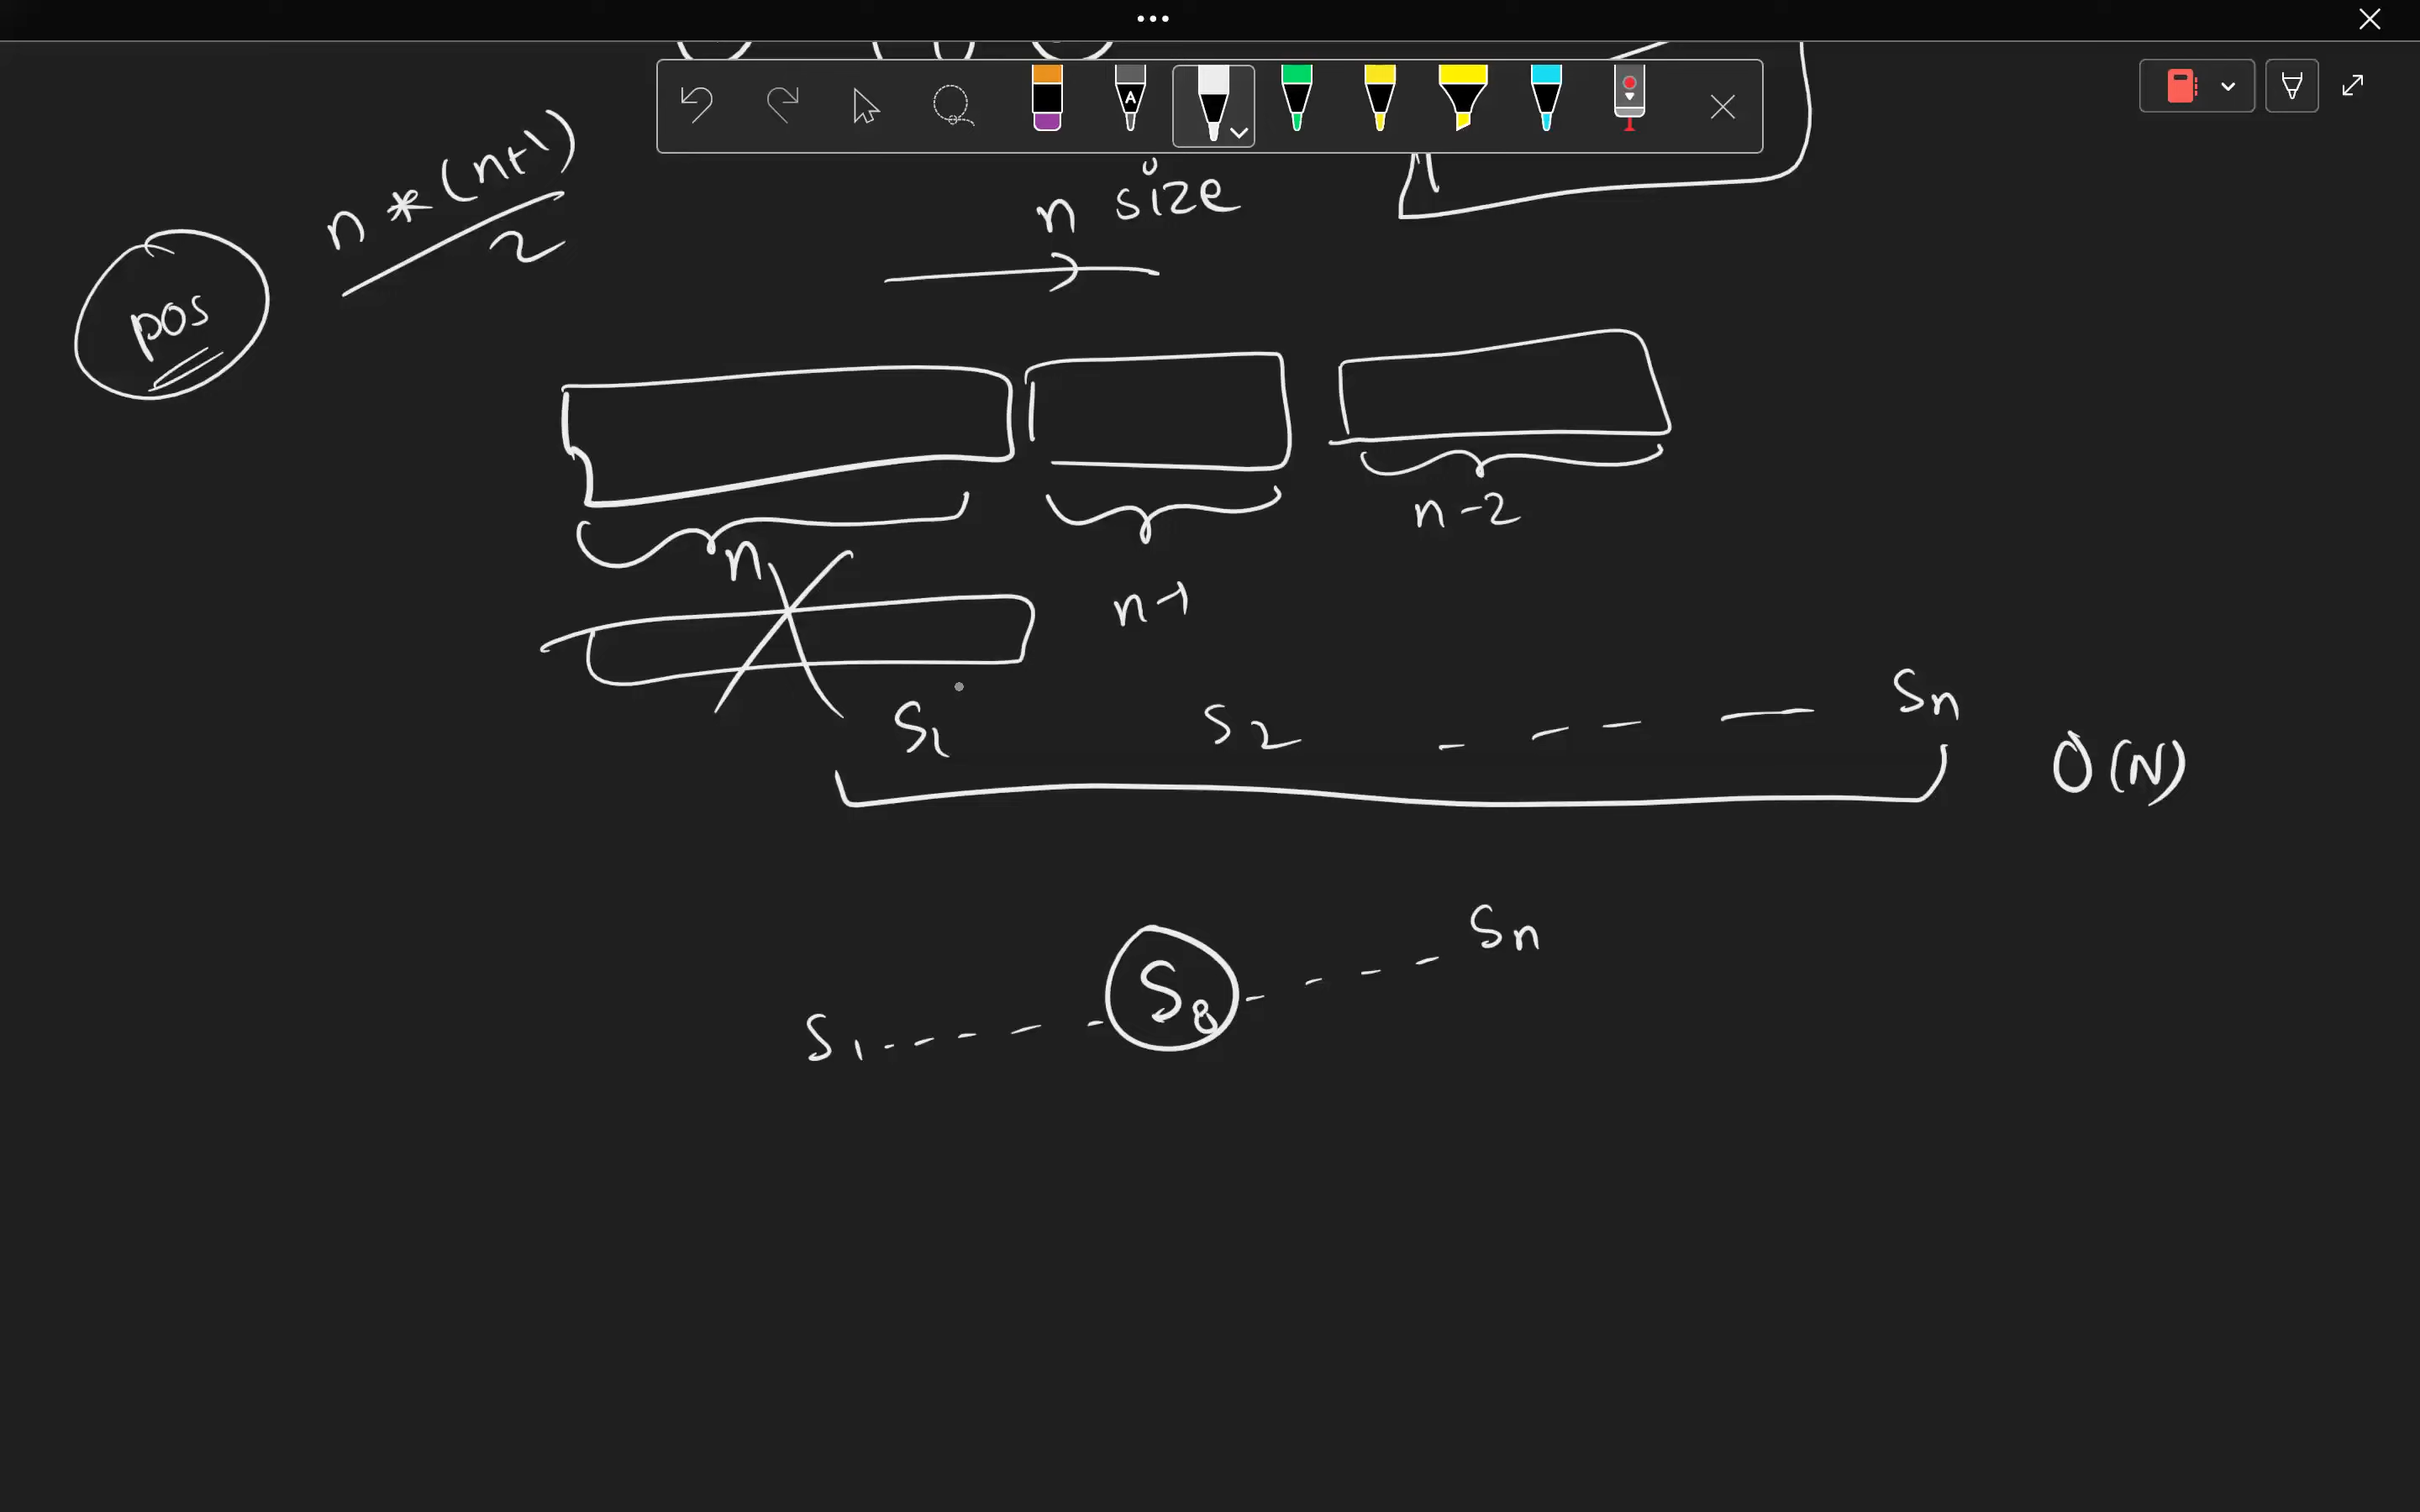 n * (n+1)
2
pos
n size
n
n-1
n-2
S1 S2 - - - - Sn
O(N)
S1 - - - - - S8 - - - - Sn